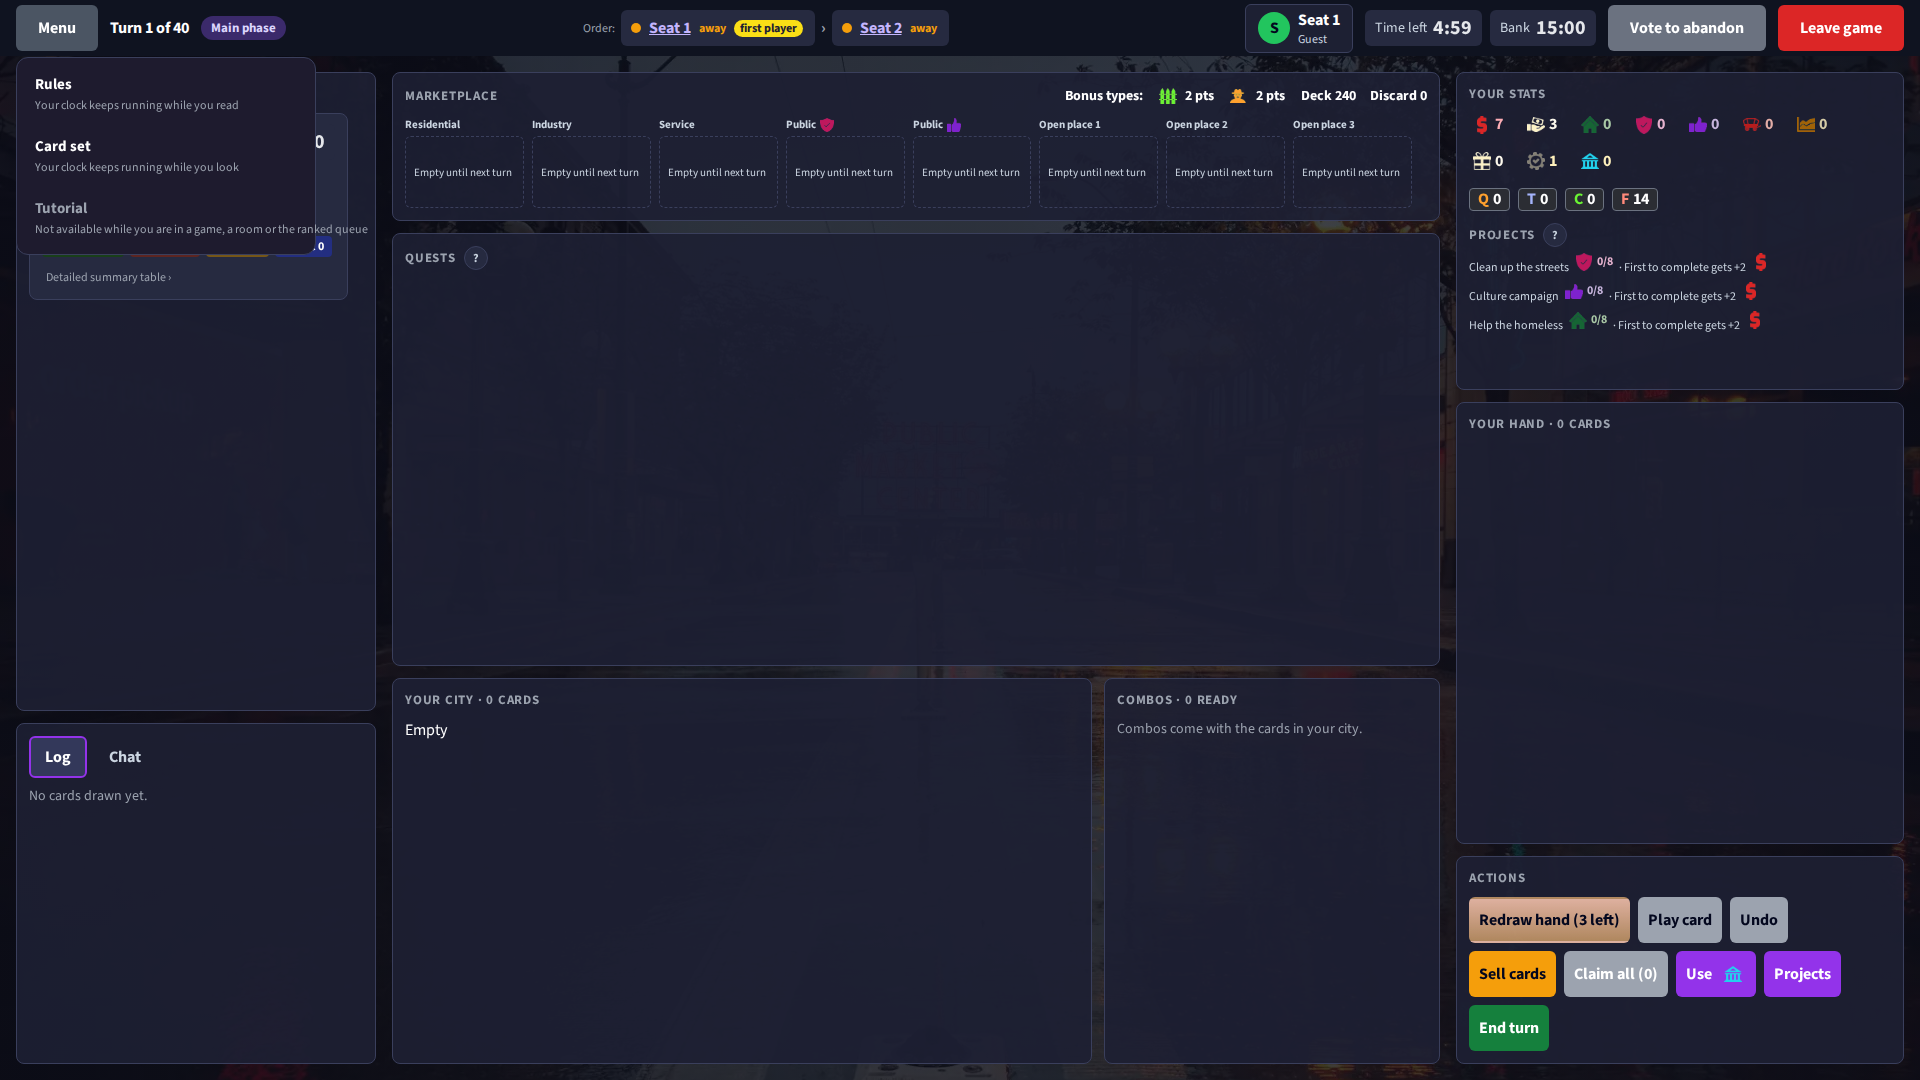 Menu
Turn 1 of 40
Main phase
Order:
Seat 1 away first player
›
Seat 2 away
S
Seat 1
Guest
Time left 4:59
Bank 15:00
Vote to abandon
Leave game
Rules
Your clock keeps running while you read
Card set
Your clock keeps running while you look
Tutorial
Not available while you are in a game, a room or the ranked queue
0
0
Detailed summary table ›
Log
Chat
No cards drawn yet.
MARKETPLACE
Bonus types: 2 pts 2 pts Deck 240 Discard 0
Residential
Industry
Service
Public
Public
Open place 1
Open place 2
Open place 3
Empty until next turn
Empty until next turn
Empty until next turn
Empty until next turn
Empty until next turn
Empty until next turn
Empty until next turn
Empty until next turn
QUESTS ?
YOUR CITY · 0 CARDS
Empty
COMBOS · 0 READY
Combos come with the cards in your city.
YOUR STATS
$ 7 3 0 0 0 0 0
0 1 0
Q 0 T 0 C 0 F 14
PROJECTS ?
Clean up the streets 0/8 · First to complete gets +2 $
Culture campaign 0/8 · First to complete gets +2 $
Help the homeless 0/8 · First to complete gets +2 $
YOUR HAND · 0 CARDS
ACTIONS
Redraw hand (3 left)
Play card
Undo
Sell cards
Claim all (0)
Use
Projects
End turn